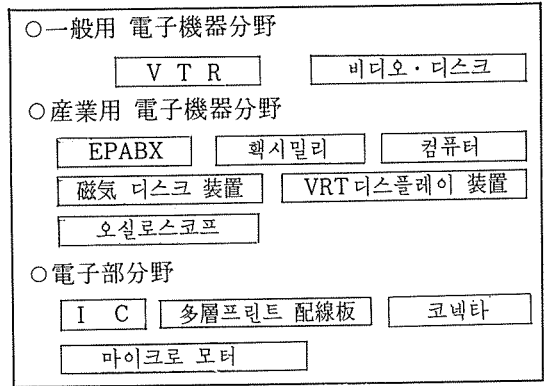 ○一般用 電子機器分野
V T R 비디오·디스크
○産業用 電子機器分野
EPABX 홱시밀리 컴퓨터
磁気 디스크 装置 VRT디스플레이 装置
오실로스코프
○電子部分野
I C 多層프린트 配線板 코넥타
마이크로 모터